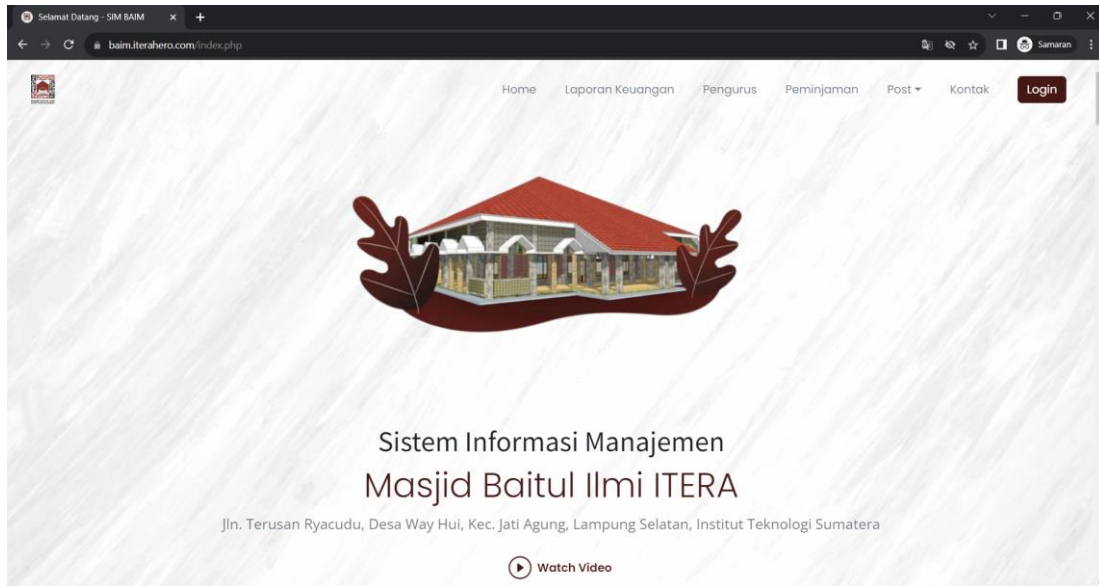 Selamat Datang - SIM BAIM
baim.iterahero.com/index.php
Samaran
Home Laporan Keuangan Pengurus Peminjaman Post Kontak Login
Sistem Informasi Manajemen
Masjid Baitul Ilmi ITERA
Jln. Terusan Ryacudu, Desa Way Hui, Kec. Jati Agung, Lampung Selatan, Institut Teknologi Sumatera
Watch Video